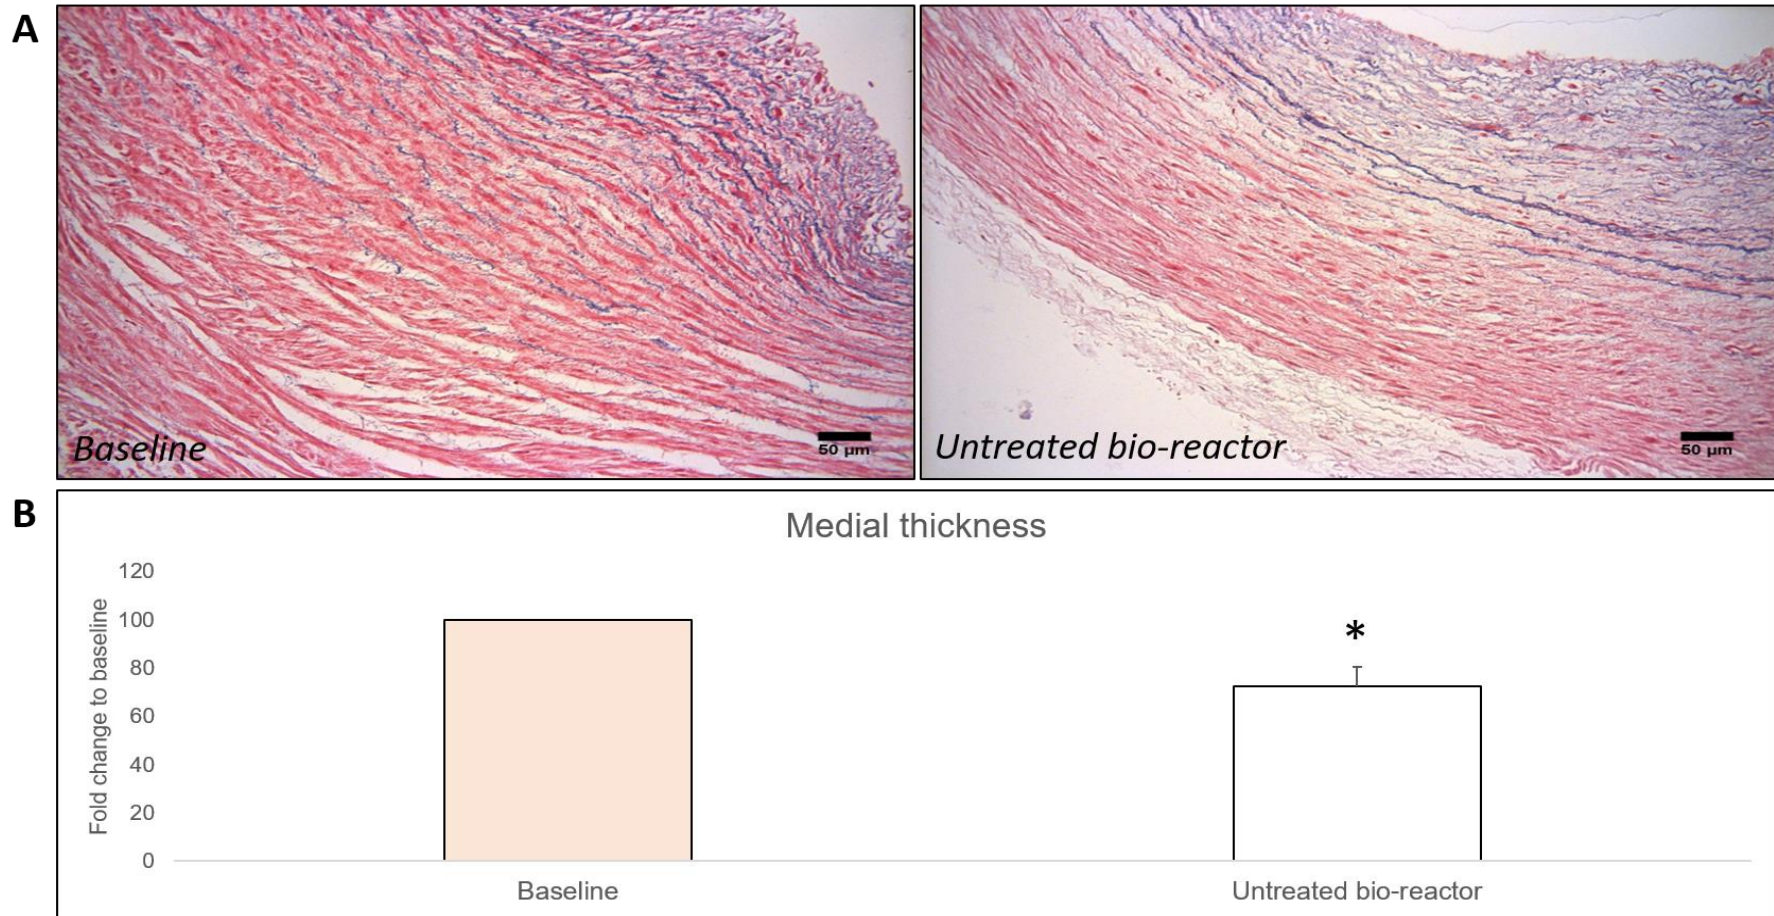 A
Baseline
50 µm
Untreated bio-reactor
50 µm
B
Medial thickness
Fold change to baseline
120
100
80
60
40
20
0
*
Baseline
Untreated bio-reactor